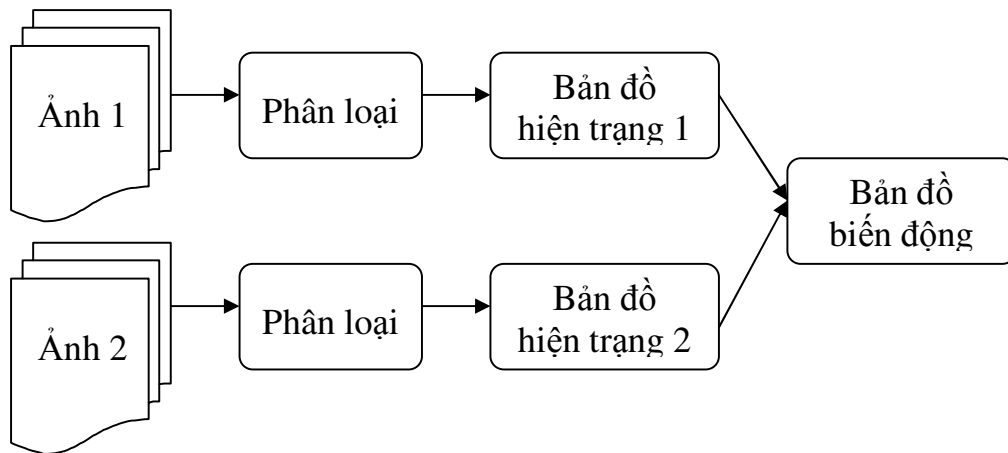 Ảnh 1
Phân loại
Bản đồ
hiện trạng 1
Bản đồ
biến động
Ảnh 2
Phân loại
Bản đồ
hiện trạng 2